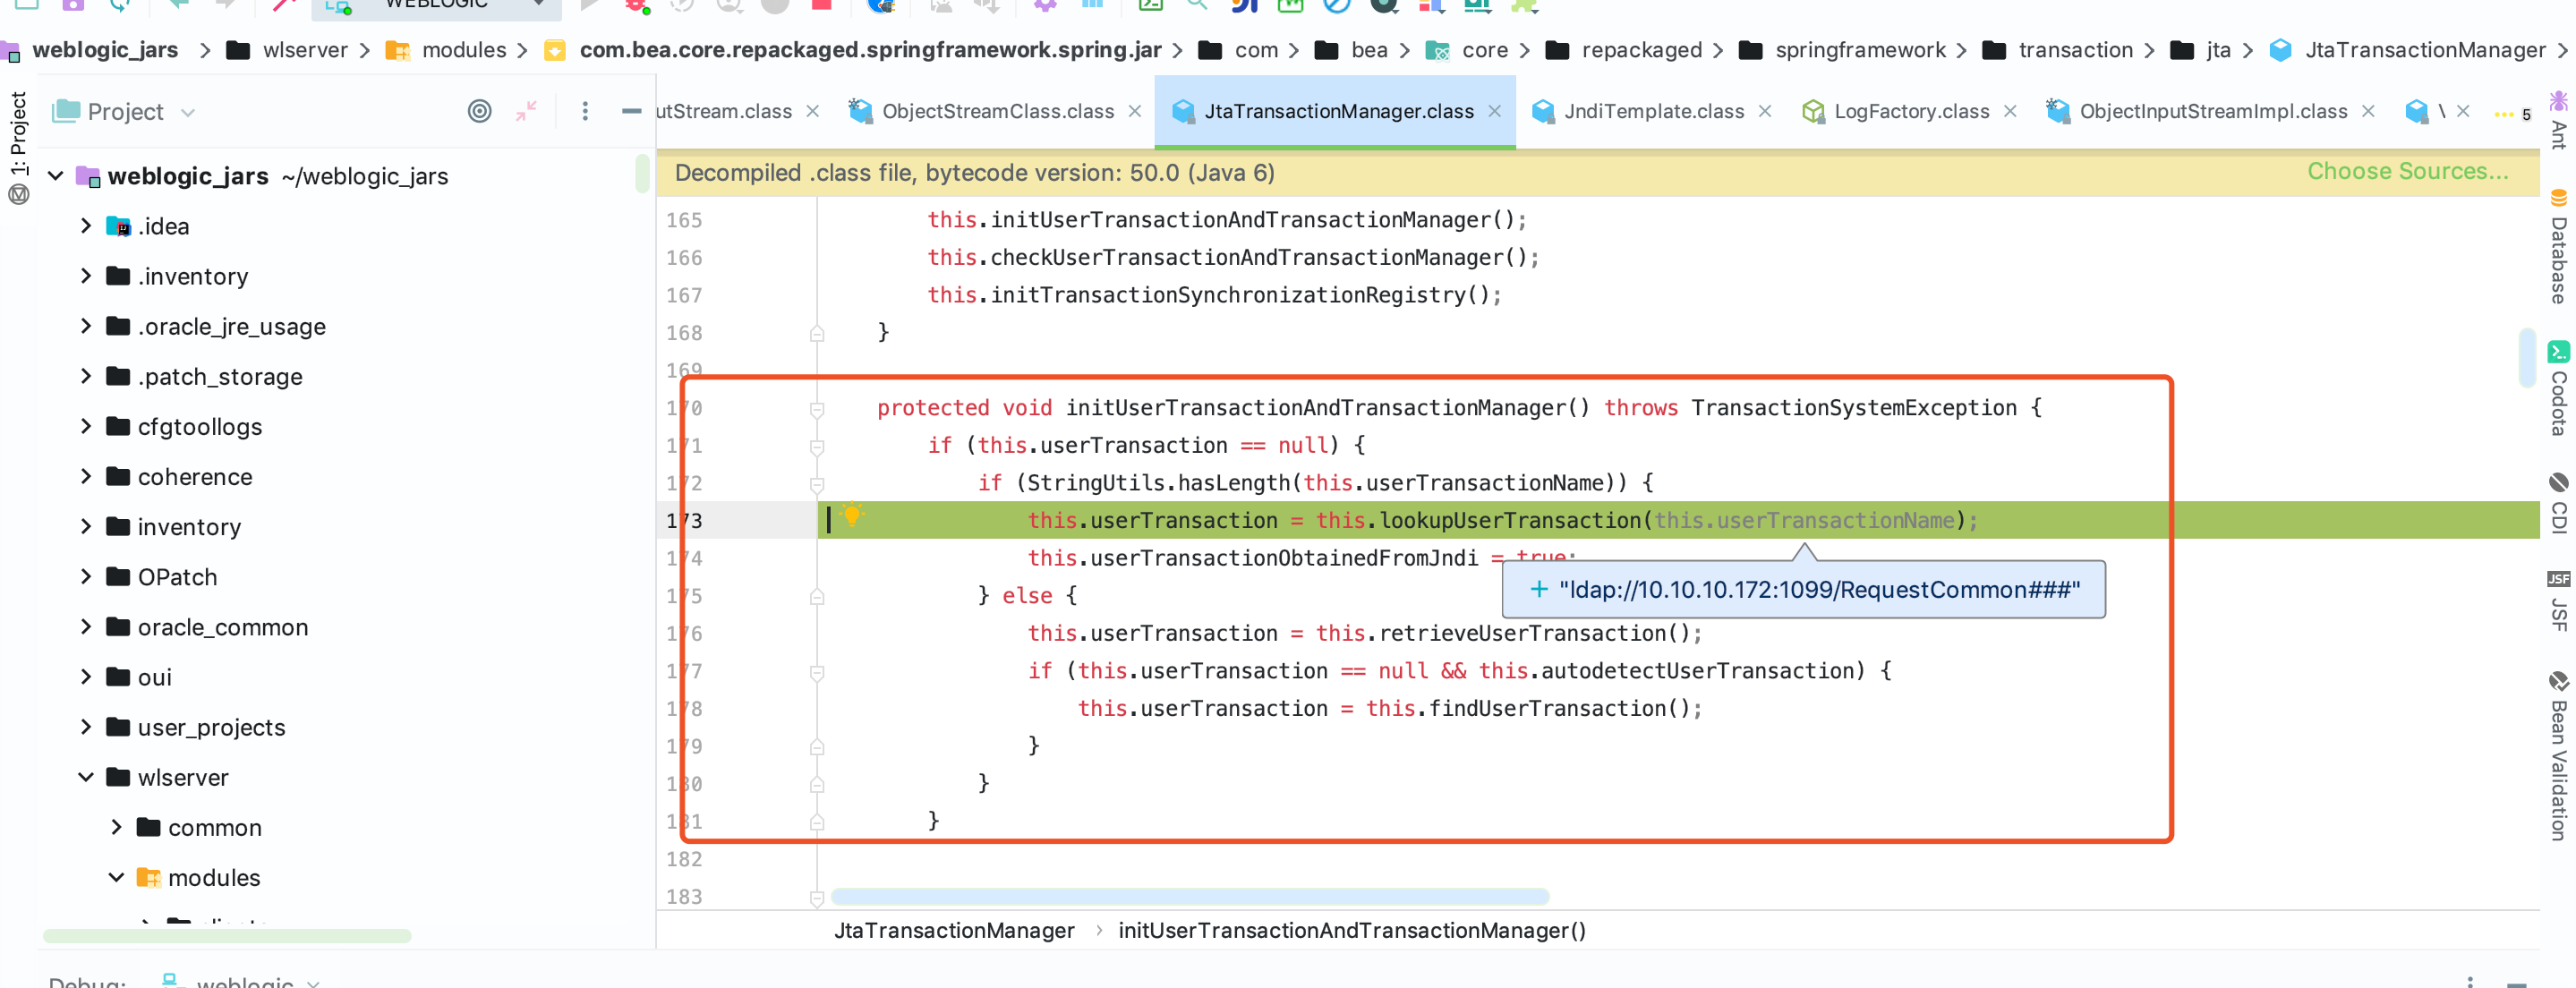 WEBLOGIC
weblogic_jars > wlserver > modules > com.bea.core.repackaged.springframework.spring.jar > com > bea > core > repackaged > springframework > transaction > jta > JtaTransactionManager >
1: Project
Project
utStream.class ObjectStreamClass.class JtaTransactionManager.class JndiTemplate.class LogFactory.class ObjectInputStreamImpl.class \ 5
Decompiled .class file, bytecode version: 50.0 (Java 6) Choose Sources...
weblogic_jars ~/weblogic_jars
.idea
.inventory
.oracle_jre_usage
.patch_storage
cfgtoollogs
coherence
inventory
OPatch
oracle_common
oui
user_projects
wlserver
common
modules
165 this.initUserTransactionAndTransactionManager();
166 this.checkUserTransactionAndTransactionManager();
167 this.initTransactionSynchronizationRegistry();
168 }
169
170 protected void initUserTransactionAndTransactionManager() throws TransactionSystemException {
171 if (this.userTransaction == null) {
172 if (StringUtils.hasLength(this.userTransactionName)) {
173 this.userTransaction = this.lookupUserTransaction(this.userTransactionName);
174 this.userTransactionObtainedFromJndi = true;
+ "ldap://10.10.10.172:1099/RequestCommon###"
175 } else {
176 this.userTransaction = this.retrieveUserTransaction();
177 if (this.userTransaction == null && this.autodetectUserTransaction) {
178 this.userTransaction = this.findUserTransaction();
179 }
180 }
181 }
182
183
JtaTransactionManager > initUserTransactionAndTransactionManager()
Debug: weblogic
Ant
Database
Codota
CDI
JSF JSF
Bean Validation